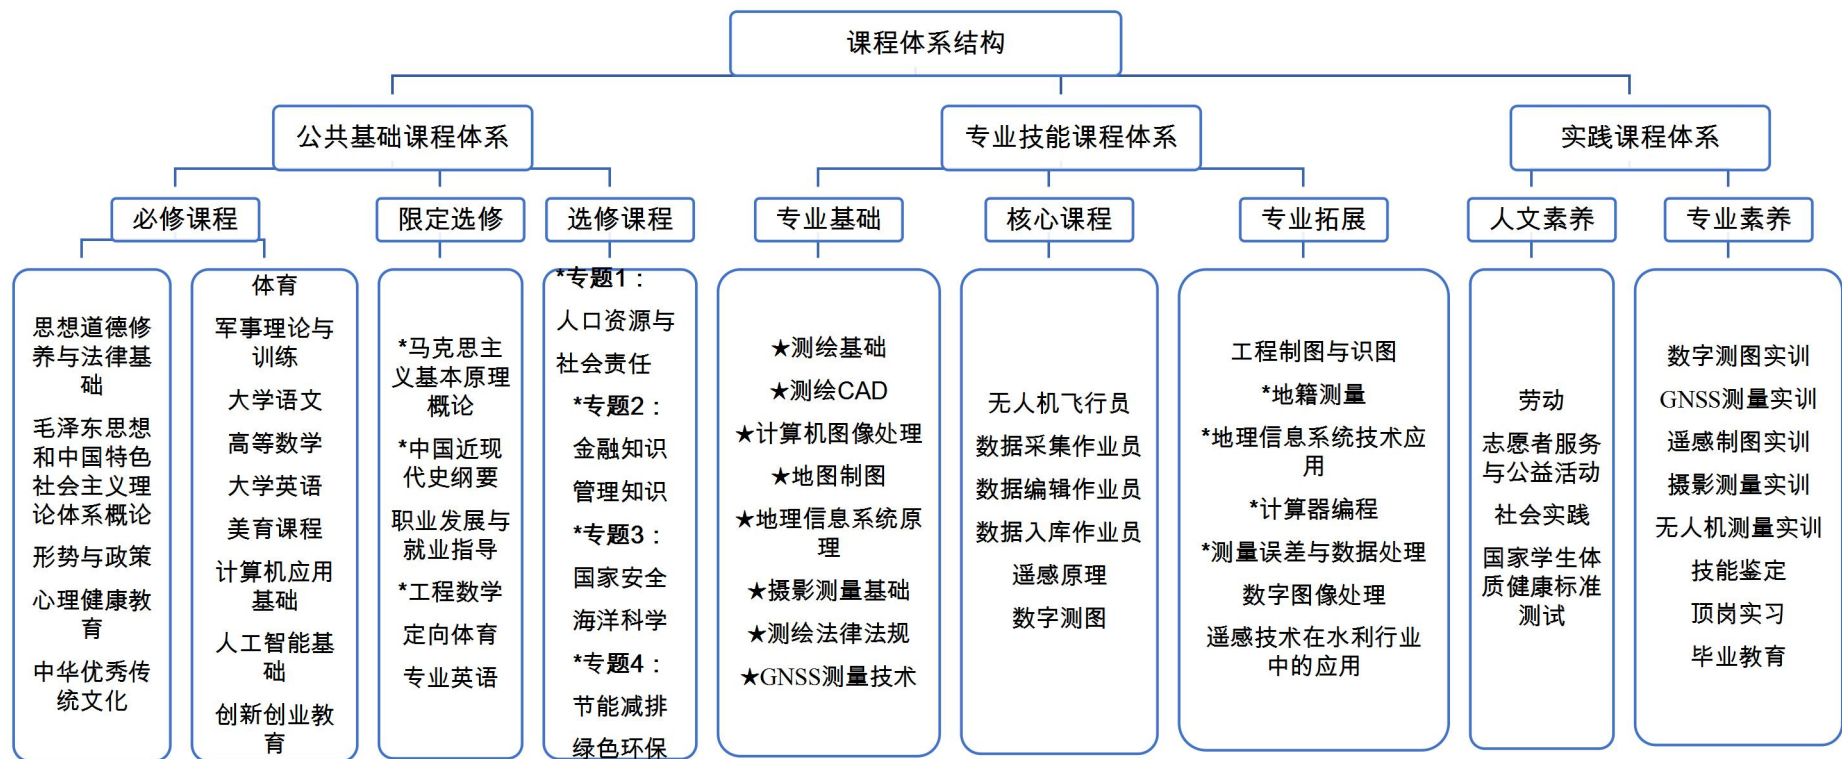 课程体系结构
公共基础课程体系
专业技能课程体系
实践课程体系
必修课程
限定选修
选修课程
专业基础
核心课程
专业拓展
人文素养
专业素养
思想道德修
养与法律基
础
毛泽东思想
和中国特色
社会主义理
论体系概论
形势与政策
心理健康教
育
中华优秀传
统文化
体育
军事理论与
训练
大学语文
高等数学
大学英语
美育课程
计算机应用
基础
人工智能基
础
创新创业教
育
*马克思主
义基本原理
概论
*中国近现
代史纲要
职业发展与
就业指导
*工程数学
定向体育
专业英语
*专题1：
人口资源与
社会责任
*专题2：
金融知识
管理知识
*专题3：
国家安全
海洋科学
*专题4：
节能减排
绿色环保
★测绘基础
★测绘CAD
★计算机图像处理
★地图制图
★地理信息系统原
理
★摄影测量基础
★测绘法律法规
★GNSS测量技术
无人机飞行员
数据采集作业员
数据编辑作业员
数据入库作业员
遥感原理
数字测图
工程制图与识图
*地籍测量
*地理信息系统技术应
用
*计算器编程
*测量误差与数据处理
数字图像处理
遥感技术在水利行业
中的应用
劳动
志愿者服务
与公益活动
社会实践
国家学生体
质健康标准
测试
数字测图实训
GNSS测量实训
遥感制图实训
摄影测量实训
无人机测量实训
技能鉴定
顶岗实习
毕业教育